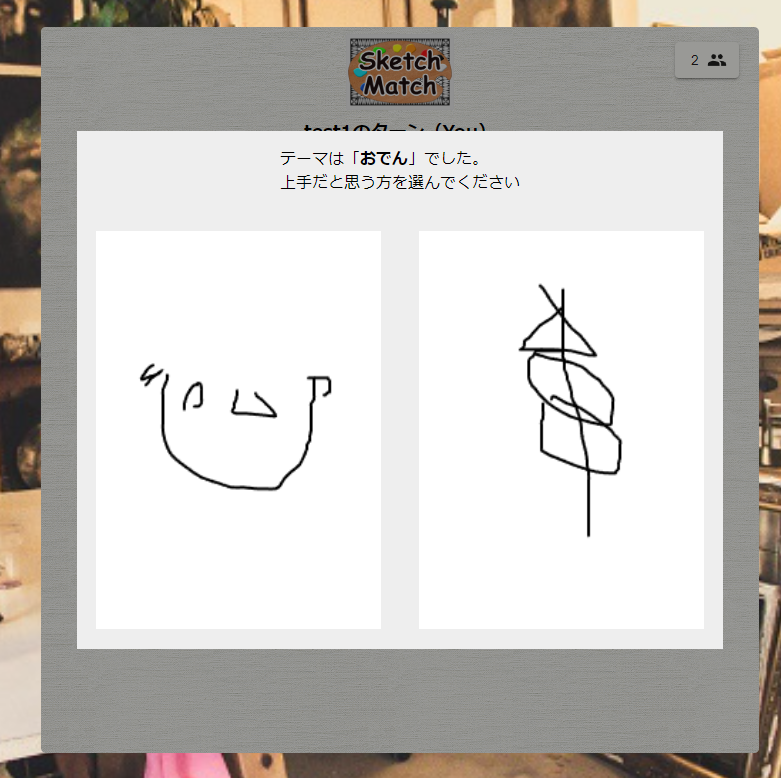 Sketch
Match
2
test1のターン（You）
テーマは「おでん」でした。
上手だと思う方を選んでください